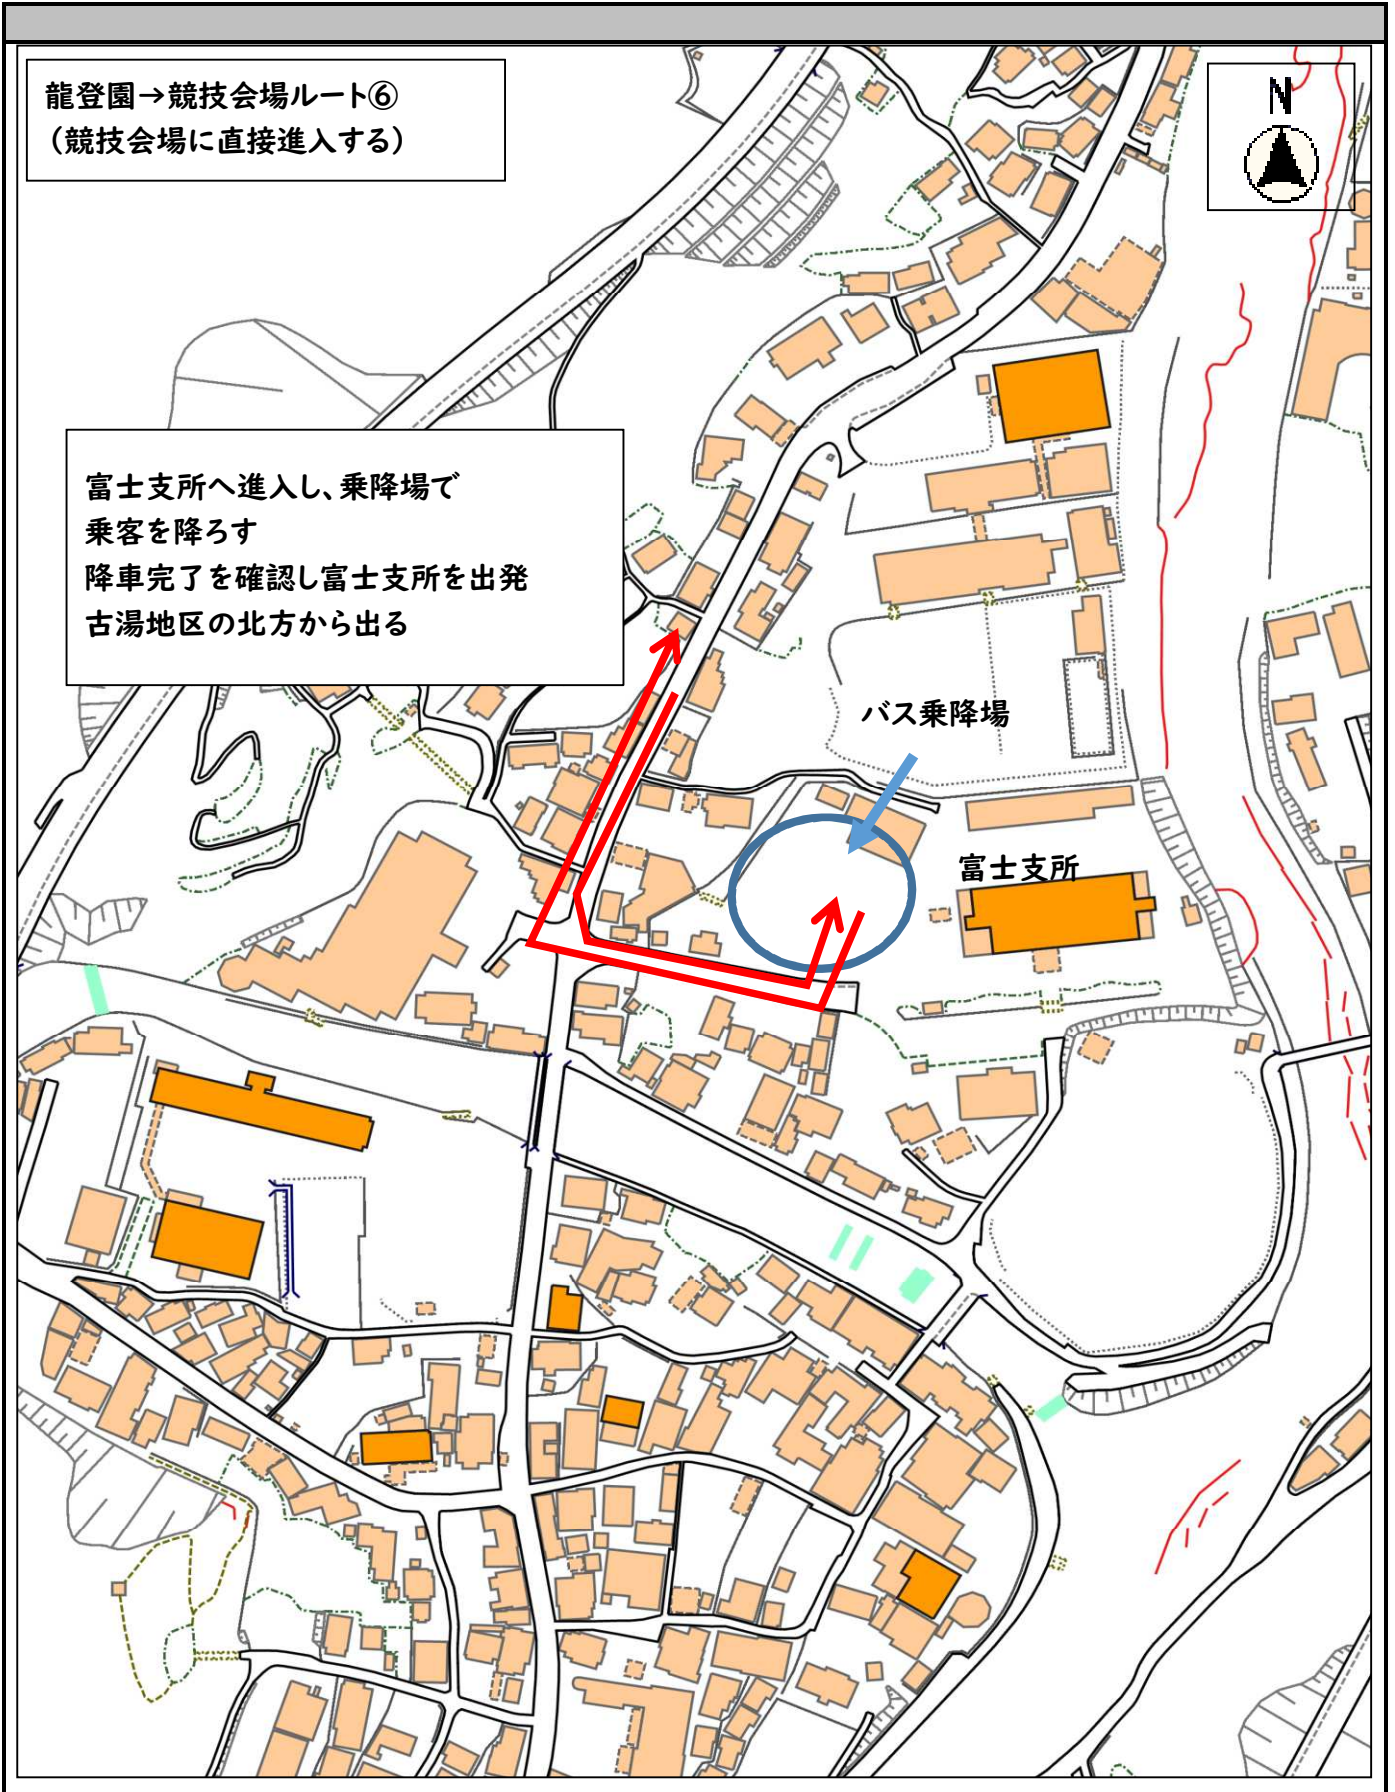 龍登園→競技会場ルート⑥
（競技会場に直接進入する）
N
富士支所へ進入し、乗降場で
乗客を降ろす
降車完了を確認し富士支所を出発
古湯地区の北方から出る
バス乗降場
富士支所